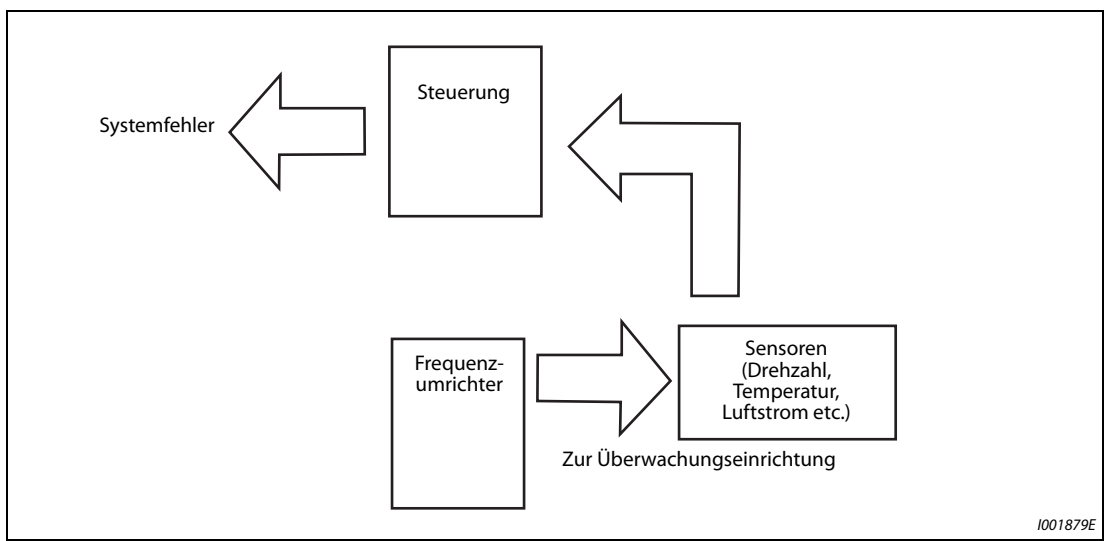 Steuerung
Systemfehler
Frequenz-
umrichter
Sensoren
(Drehzahl,
Temperatur,
Luftstrom etc.)
Zur Überwachungseinrichtung
I001879E